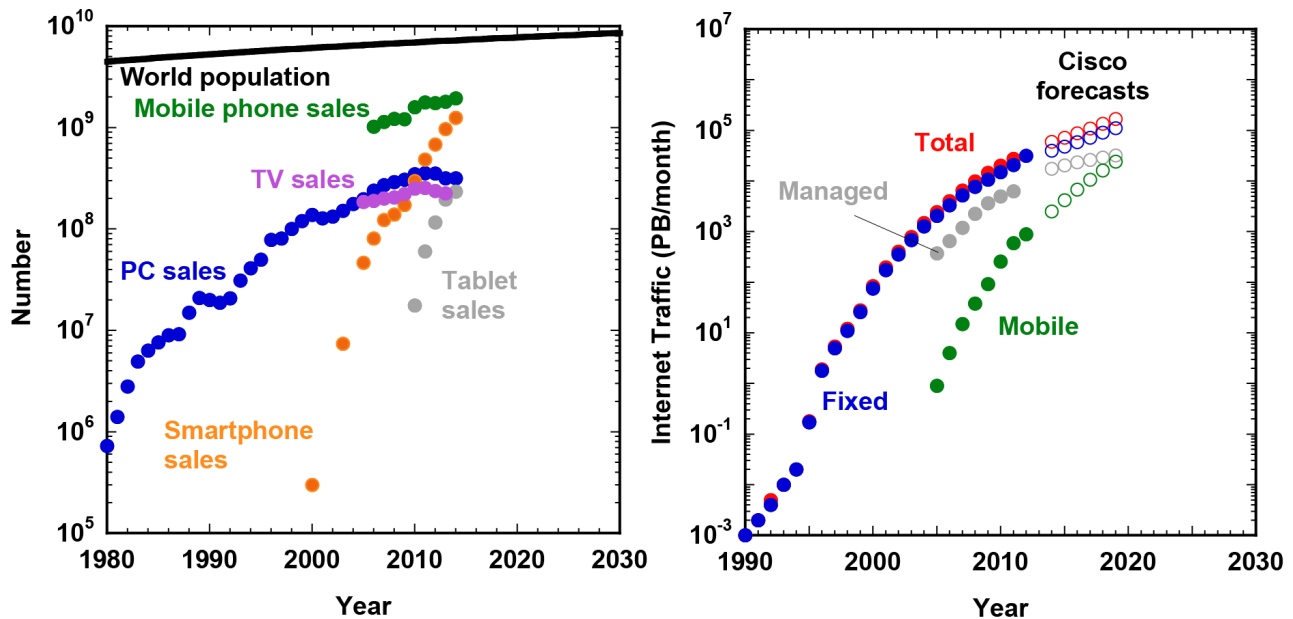 10^10
10^9
10^8
10^7
10^6
10^5
Number
World population
Mobile phone sales
TV sales
PC sales
Tablet
sales
Smartphone
sales
1980
1990
2000
2010
2020
2030
Year
10^7
10^5
10^3
10^1
10^-1
10^-3
Internet Traffic (PB/month)
Cisco
forecasts
Total
Managed
Mobile
Fixed
1990
2000
2010
2020
2030
Year